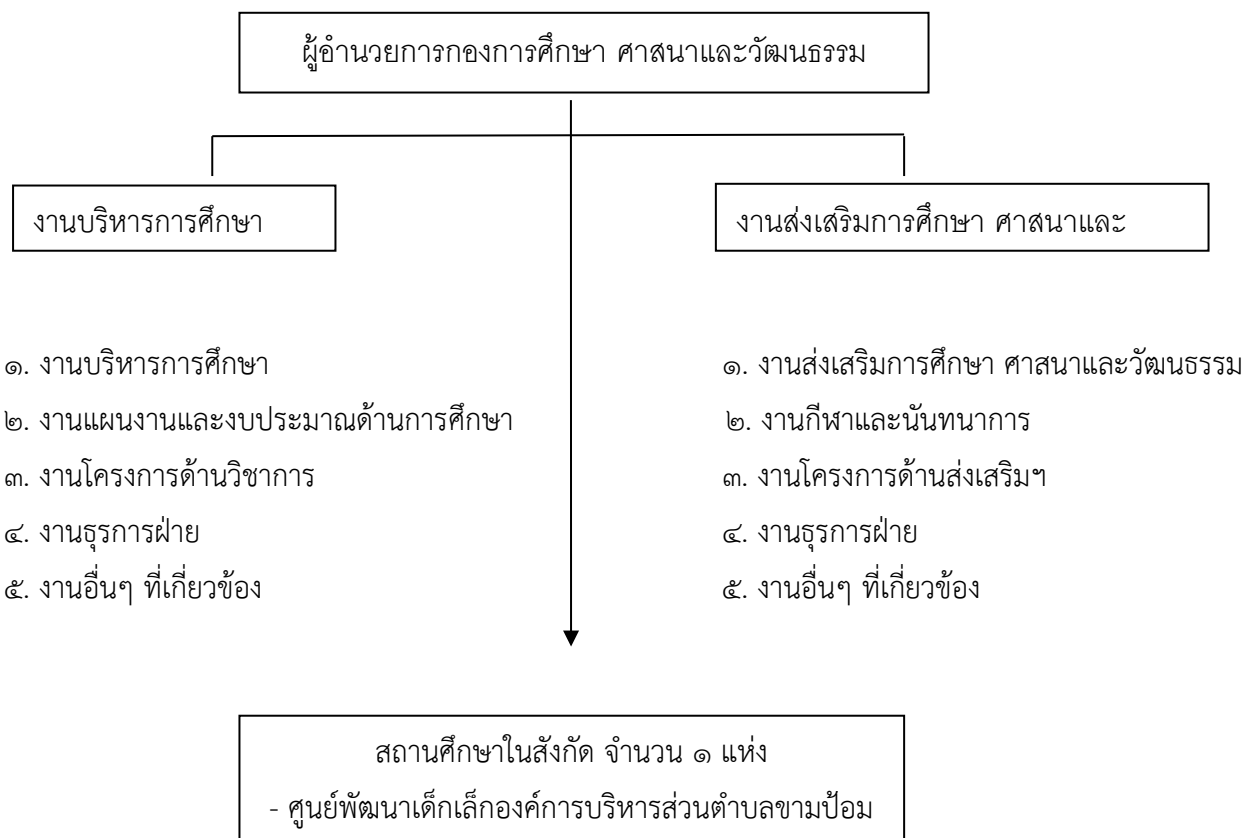 ผู้อำนวยการกองการศึกษา ศาสนาและวัฒนธรรม
งานบริหารการศึกษา
๑. งานบริหารการศึกษา
๒. งานแผนงานและงบประมาณด้านการศึกษา
๓. งานโครงการด้านวิชาการ
๔. งานธุรการฝ่าย
๕. งานอื่นๆ ที่เกี่ยวข้อง
งานส่งเสริมการศึกษา ศาสนาและ
๑. งานส่งเสริมการศึกษา ศาสนาและวัฒนธรรม
๒. งานกีฬาและนันทนาการ
๓. งานโครงการด้านส่งเสริมฯ
๔. งานธุรการฝ่าย
๕. งานอื่นๆ ที่เกี่ยวข้อง
สถานศึกษาในสังกัด จำนวน ๑ แห่ง
- ศูนย์พัฒนาเด็กเล็กองค์การบริหารส่วนตำบลขามป้อม